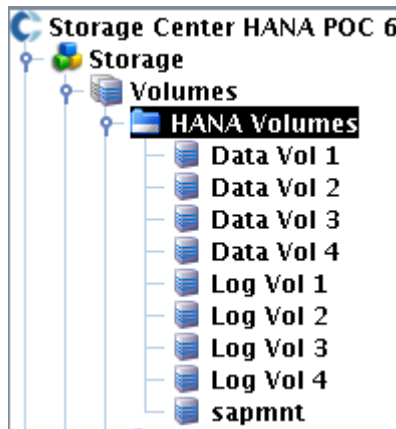 Storage Center HANA POC 6
Storage
Volumes
HANA Volumes
Data Vol 1
Data Vol 2
Data Vol 3
Data Vol 4
Log Vol 1
Log Vol 2
Log Vol 3
Log Vol 4
sapmnt